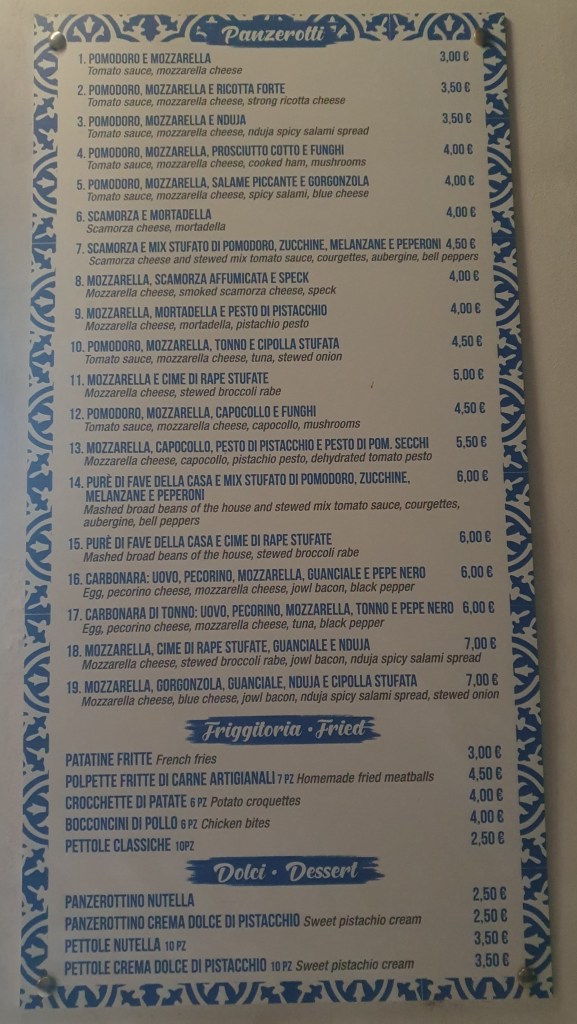 Panzerotti
1. POMODORO E MOZZARELLA 3,00 €
Tomato sauce, mozzarella cheese
2. POMODORO, MOZZARELLA E RICOTTA FORTE 3,50 €
Tomato sauce, mozzarella cheese, strong ricotta cheese
3. POMODORO, MOZZARELLA E NDUJA 3,50 €
Tomato sauce, mozzarella cheese, nduja spicy salami spread
4. POMODORO, MOZZARELLA, PROSCIUTTO COTTO E FUNGHI 4,00 €
Tomato sauce, mozzarella cheese, cooked ham, mushrooms
5. POMODORO, MOZZARELLA, SALAME PICCANTE E GORGONZOLA 4,00 €
Tomato sauce, mozzarella cheese, spicy salami, blue cheese
6. SCAMORZA E MORTADELLA 4,00 €
Scamorza cheese, mortadella
7. SCAMORZA E MIX STUFATO DI POMODORO, ZUCCHINE, MELANZANE E PEPERONI 4,50 €
Scamorza cheese and stewed mix tomato sauce, courgettes, aubergine, bell peppers
8. MOZZARELLA, SCAMORZA AFFUMICATA E SPECK 4,00 €
Mozzarella cheese, smoked scamorza cheese, speck
9. MOZZARELLA, MORTADELLA E PESTO DI PISTACCHIO 4,00 €
Mozzarella cheese, mortadella, pistachio pesto
10. POMODORO, MOZZARELLA, TONNO E CIPOLLA STUFATA 4,50 €
Tomato sauce, mozzarella cheese, tuna, stewed onion
11. MOZZARELLA E CIME DI RAPE STUFATE 5,00 €
Mozzarella cheese, stewed broccoli rabe
12. POMODORO, MOZZARELLA, CAPOCOLLO E FUNGHI 4,50 €
Tomato sauce, mozzarella cheese, capocollo, mushrooms
13. MOZZARELLA, CAPOCOLLO, PESTO DI PISTACCHIO E PESTO DI POM. SECCHI 5,50 €
Mozzarella cheese, capocollo, pistachio pesto, dehydrated tomato pesto
14. PURÈ DI FAVE DELLA CASA E MIX STUFATO DI POMODORO, ZUCCHINE, 6,00 €
MELANZANE E PEPERONI
Mashed broad beans of the house and stewed mix tomato sauce, courgettes,
aubergine, bell peppers
15. PURÈ DI FAVE DELLA CASA E CIME DI RAPE STUFATE 6,00 €
Mashed broad beans of the house, stewed broccoli rabe
16. CARBONARA: UOVO, PECORINO, MOZZARELLA, GUANCIALE E PEPE NERO 6,00 €
Egg, pecorino cheese, mozzarella cheese, jowl bacon, black pepper
17. CARBONARA DI TONNO: UOVO, PECORINO, MOZZARELLA, TONNO E PEPE NERO 6,00 €
Egg, pecorino cheese, mozzarella cheese, tuna, black pepper
18. MOZZARELLA, CIME DI RAPE STUFATE, GUANCIALE E NDUJA 7,00 €
Mozzarella cheese, stewed broccoli rabe, jowl bacon, nduja spicy salami spread
19. MOZZARELLA, GORGONZOLA, GUANCIALE, NDUJA E CIPOLLA STUFATA 7,00 €
Mozzarella cheese, blue cheese, jowl bacon, nduja spicy salami spread, stewed onion
Friggitoria · Fried
PATATINE FRITTE French fries 3,00 €
POLPETTE FRITTE DI CARNE ARTIGIANALI 7 PZ Homemade fried meatballs 4,50 €
CROCCHETTE DI PATATE 6 PZ Potato croquettes 4,00 €
BOCCONCINI DI POLLO 6 PZ Chicken bites 4,00 €
PETTOLE CLASSICHE 10PZ 2,50 €
Dolci · Dessert
PANZEROTTINO NUTELLA 2,50 €
PANZEROTTINO CREMA DOLCE DI PISTACCHIO Sweet pistachio cream 2,50 €
PETTOLE NUTELLA 10 PZ 3,50 €
PETTOLE CREMA DOLCE DI PISTACCHIO 10 PZ Sweet pistachio cream 3,50 €